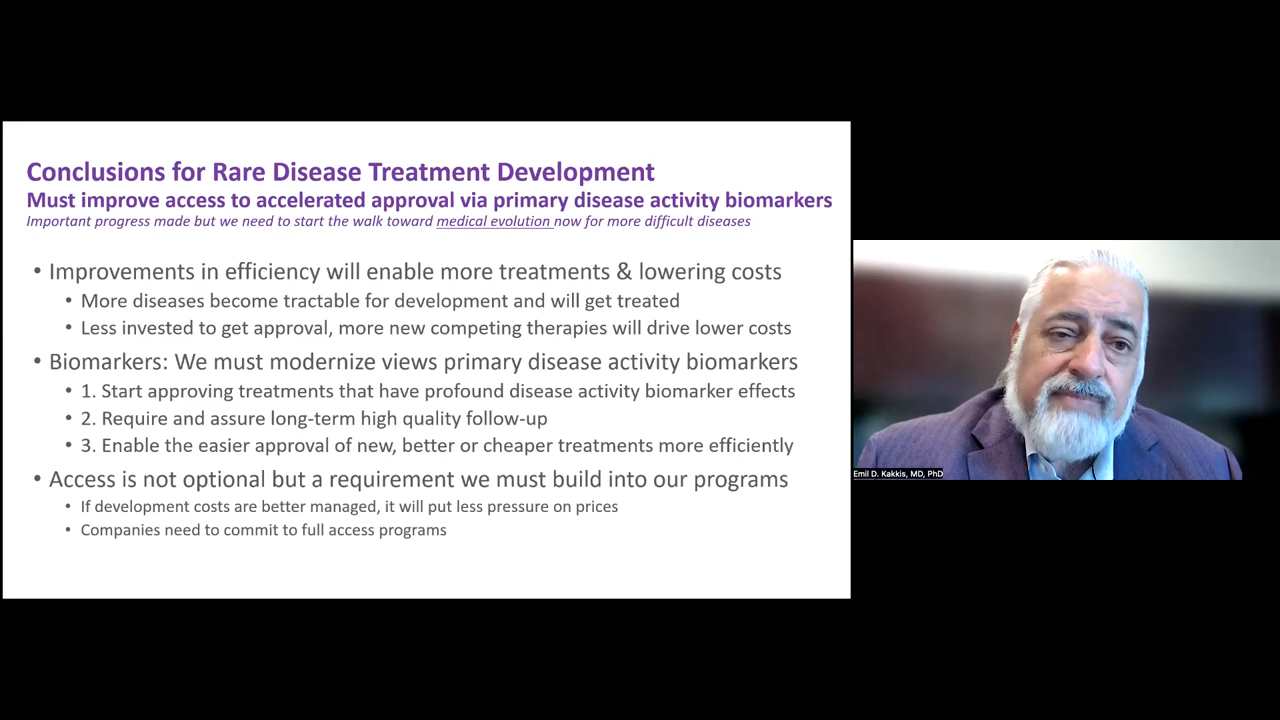 Conclusions for Rare Disease Treatment Development
Must improve access to accelerated approval via primary disease activity biomarkers
Important progress made but we need to start the walk toward medical evolution now for more difficult diseases
• Improvements in efficiency will enable more treatments & lowering costs
• More diseases become tractable for development and will get treated
• Less invested to get approval, more new competing therapies will drive lower costs
• Biomarkers: We must modernize views primary disease activity biomarkers
• 1. Start approving treatments that have profound disease activity biomarker effects
• 2. Require and assure long-term high quality follow-up
• 3. Enable the easier approval of new, better or cheaper treatments more efficiently
• Access is not optional but a requirement we must build into our programs
• If development costs are better managed, it will put less pressure on prices
• Companies need to commit to full access programs
Emil D. Kakkis, MD, PhD